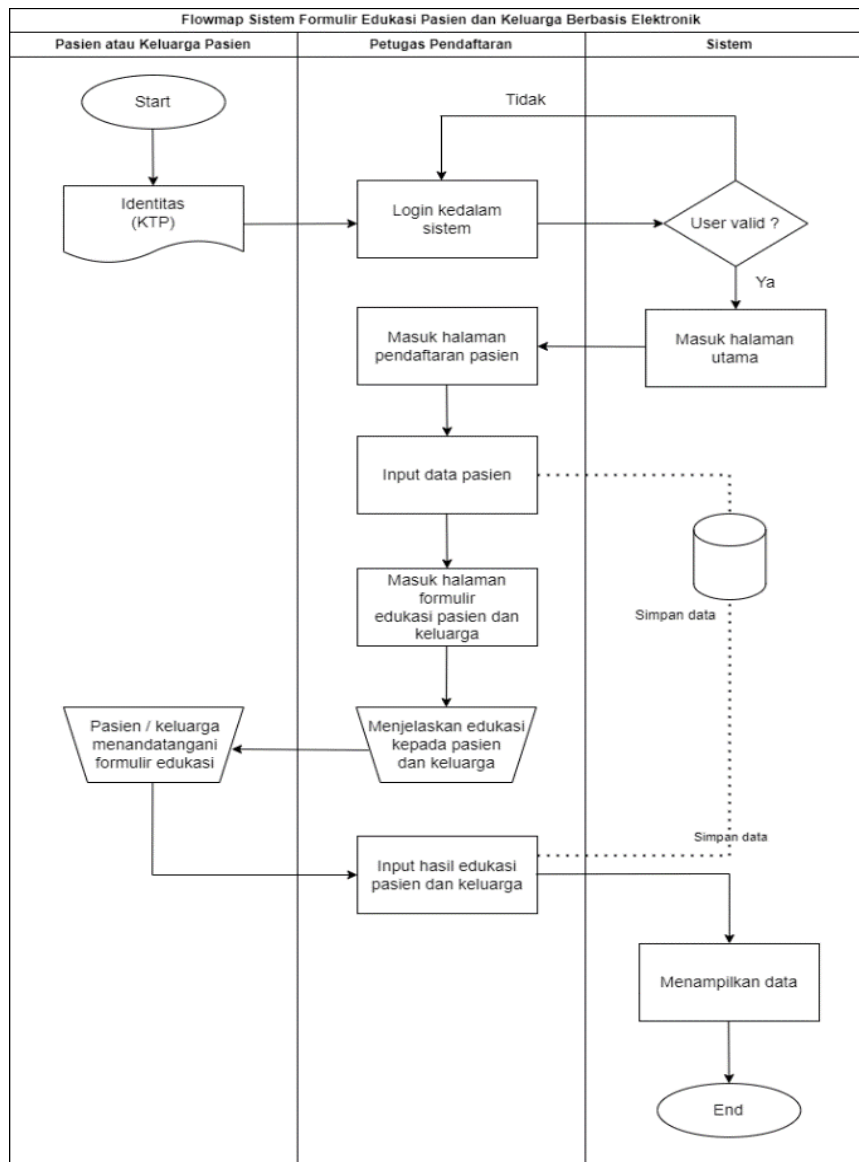 Flowmap Sistem Formulir Edukasi Pasien dan Keluarga Berbasis Elektronik
Pasien atau Keluarga Pasien
Petugas Pendaftaran
Sistem
Start
Tidak
Identitas
(KTP)
Login kedalam
sistem
User valid ?
Ya
Masuk halaman
pendaftaran pasien
Masuk halaman
utama
Input data pasien
Masuk halaman
formulir
edukasi pasien dan
keluarga
Simpan data
Pasien / keluarga
menandatangani
formulir edukasi
Menjelaskan edukasi
kepada pasien
dan keluarga
Simpan data
Input hasil edukasi
pasien dan keluarga
Menampilkan data
End